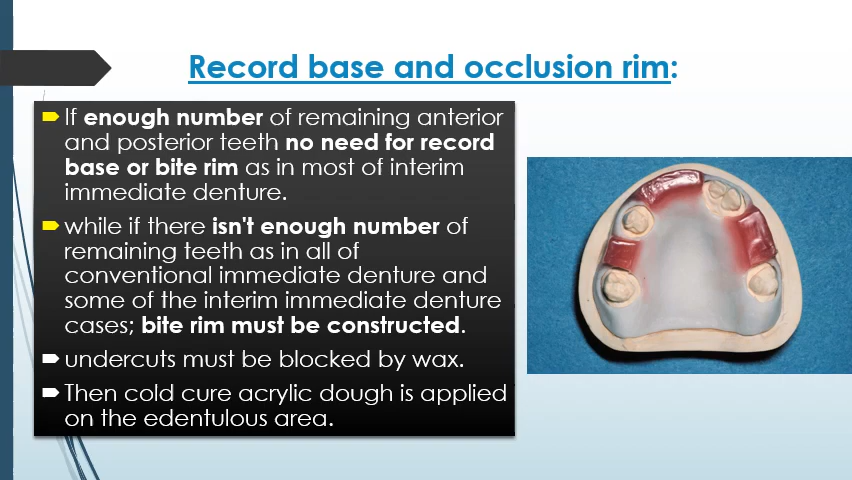 Record base and occlusion rim:
If enough number of remaining anterior
and posterior teeth no need for record
base or bite rim as in most of interim
immediate denture.
while if there isn't enough number of
remaining teeth as in all of
conventional immediate denture and
some of the interim immediate denture
cases; bite rim must be constructed.
undercuts must be blocked by wax.
Then cold cure acrylic dough is applied
on the edentulous area.